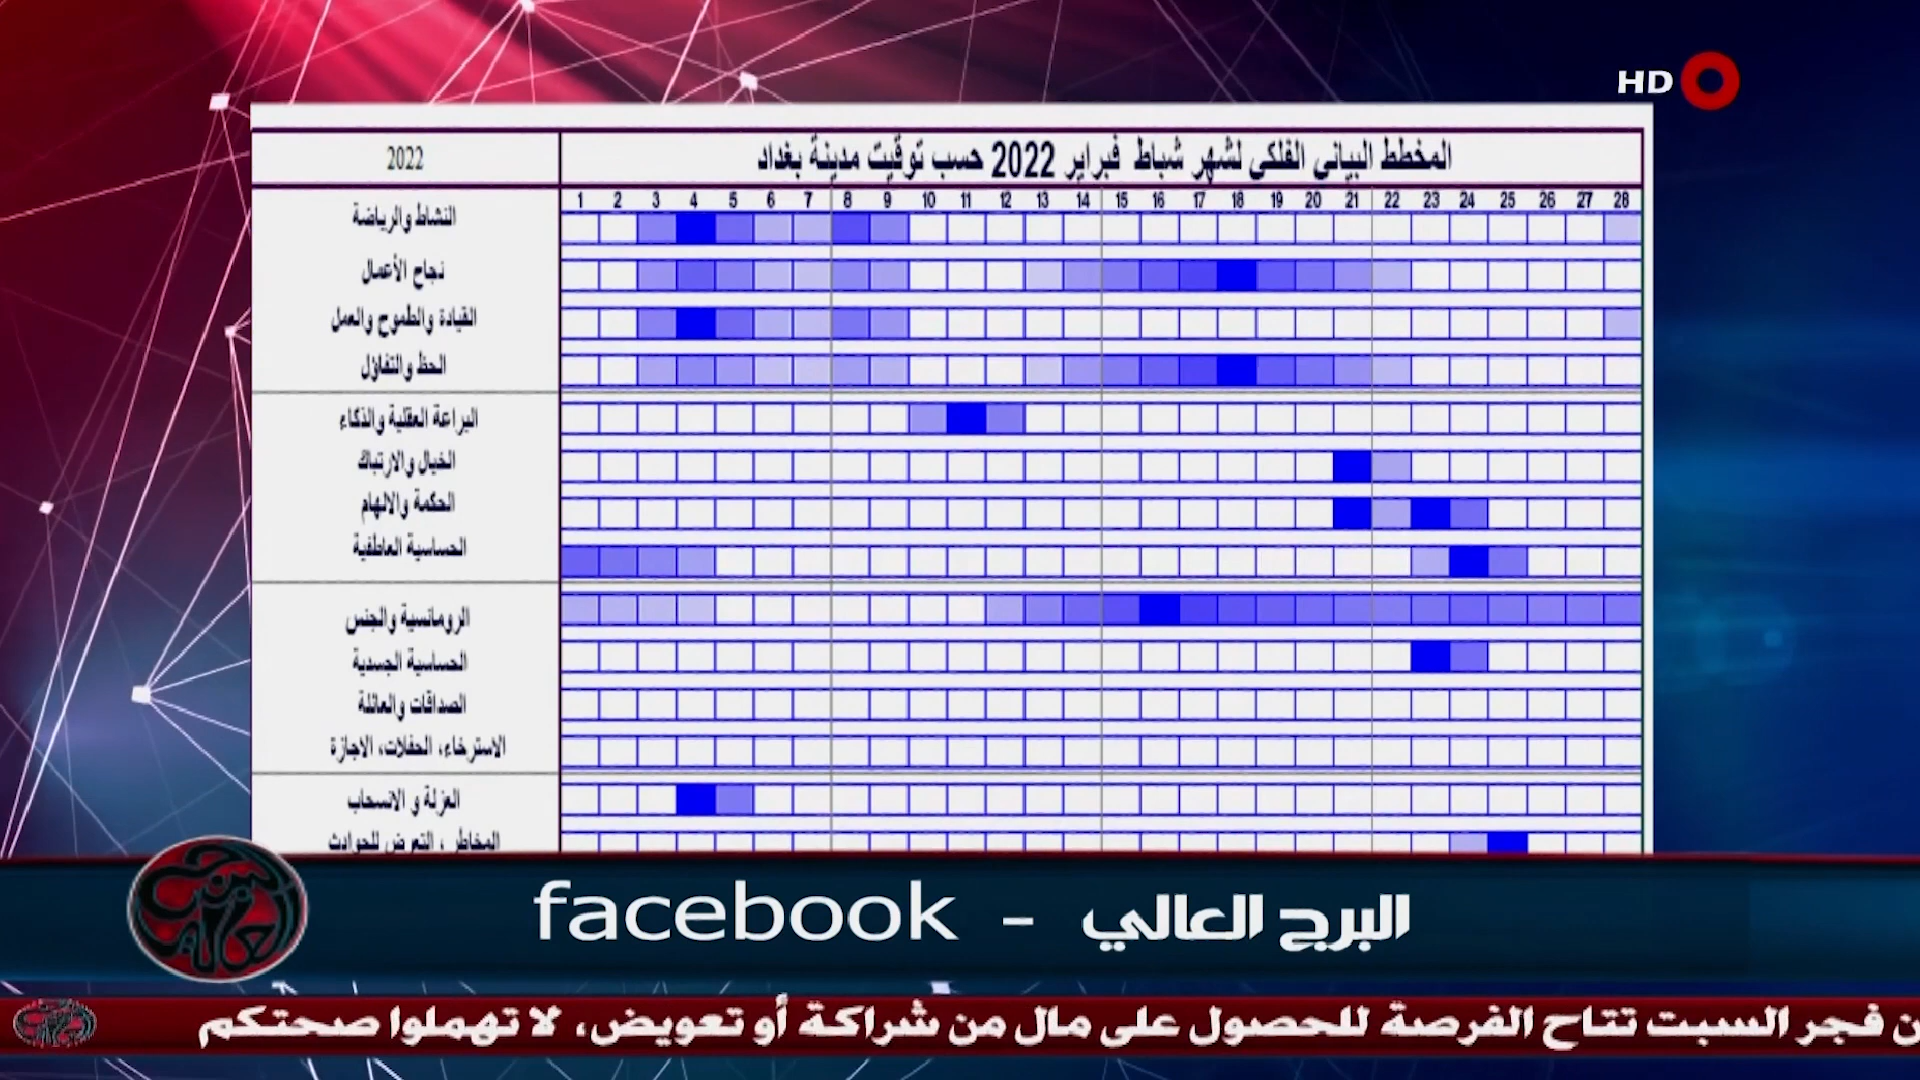 HD
2022
المخطط البياني الفلكي لشهر شباط فبراير 2022 حسب توقيت مدينة بغداد
1 2 3 4 5 6 7 8 9 10 11 12 13 14 15 16 17 18 19 20 21 22 23 24 25 26 27 28
النشاط والرياضة
نجاح الأعمال
القيادة والطموح والعمل
الحظ والتفاؤل
البراعة العقلية والذكاء
الخيال والارتباك
الحكمة والالهام
الحساسية العاطفية
الرومانسية والجنس
الحساسية الجسدية
الصداقات والعائلة
الاسترخاء، الحفلات، الاجازة
العزلة و الانسحاب
المخاطر ، التعرض للحوادث
البرج العالي - facebook
ن فجر السبت تتاح الفرصة للحصول على مال من شراكة أو تعويض، لا تهملوا صحتكم